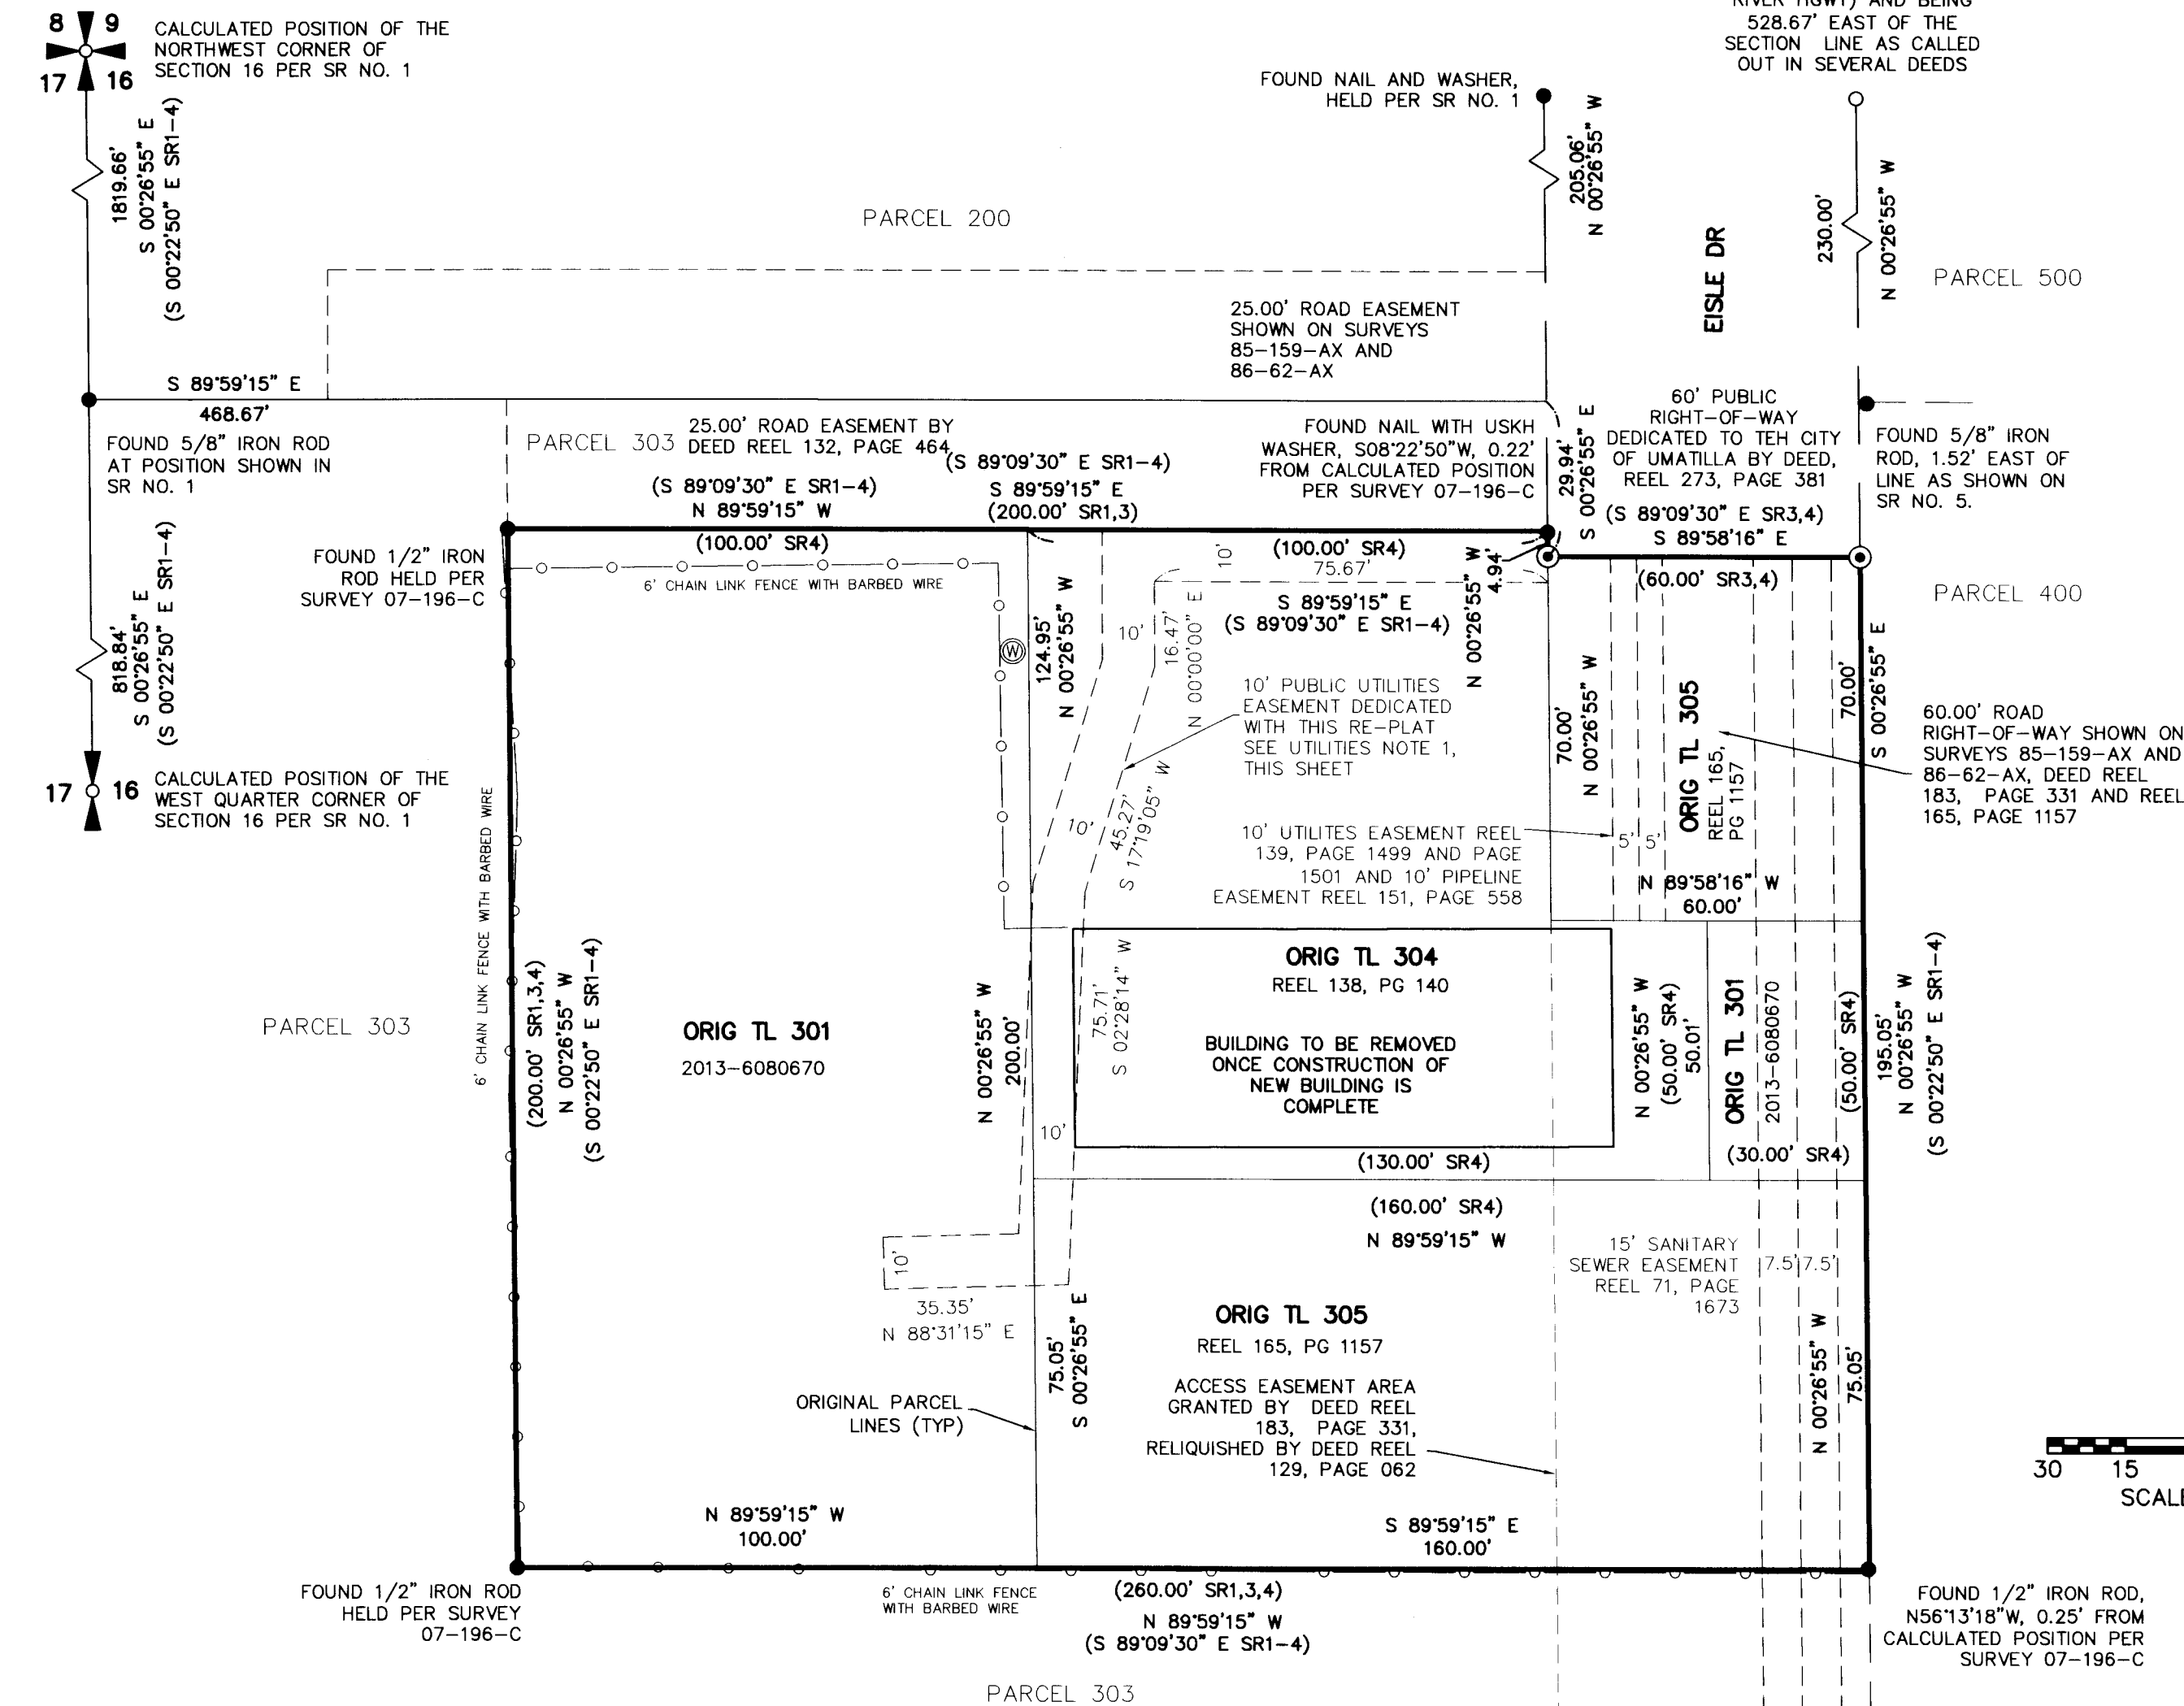 8 9
17 16
CALCULATED POSITION OF THE
NORTHWEST CORNER OF
SECTION 16 PER SR NO. 1
1819.66'
S 00°26'55" E
(S 00°22'50" E SR1-4)
FOUND NAIL AND WASHER,
HELD PER SR NO. 1
RIVER HGWY) AND BEING
528.67' EAST OF THE
SECTION LINE AS CALLED
OUT IN SEVERAL DEEDS
205.06'
N 00°26'55" W
230.00'
N 00°26'55" W
EISLE DR
PARCEL 200
PARCEL 500
25.00' ROAD EASEMENT
SHOWN ON SURVEYS
85-159-AX AND
86-62-AX
S 89°59'15" E
468.67'
FOUND 5/8" IRON ROD
AT POSITION SHOWN IN
SR NO. 1
PARCEL 303
25.00' ROAD EASEMENT BY
DEED REEL 132, PAGE 464
FOUND NAIL WITH USKH
WASHER, S08°22'50"W, 0.22'
FROM CALCULATED POSITION
PER SURVEY 07-196-C
29.94'
S 00°26'55" E
60' PUBLIC
RIGHT-OF-WAY
DEDICATED TO TEH CITY
OF UMATILLA BY DEED,
REEL 273, PAGE 381
FOUND 5/8" IRON
ROD, 1.52' EAST OF
LINE AS SHOWN ON
SR NO. 5.
(S 89°09'30" E SR1-4)
N 89°59'15" W
(100.00' SR4)
(S 89°09'30" E SR1-4)
S 89°59'15" E
(200.00' SR1,3)
(S 89°09'30" E SR3,4)
S 89°58'16" E
(60.00' SR3,4)
FOUND 1/2" IRON
ROD HELD PER
SURVEY 07-196-C
6' CHAIN LINK FENCE WITH BARBED WIRE
(100.00' SR4)
75.67'
S 89°59'15" E
(S 89°09'30" E SR1-4)
10'
4.94'
N 00°26'55" W
PARCEL 400
818.84'
S 00°26'55" E
(S 00°22'50" E SR1-4)
W
124.95'
N 00°26'55" W
10'
16.47'
N 00°00'00" E
10' PUBLIC UTILITIES
EASEMENT DEDICATED
WITH THIS RE-PLAT
SEE UTILITIES NOTE 1,
THIS SHEET
70.00'
N 00°26'55" W
ORIG TL 305
REEL 165,
PG 1157
70.00'
S 00°26'55" E
60.00' ROAD
RIGHT-OF-WAY SHOWN ON
SURVEYS 85-159-AX AND
86-62-AX, DEED REEL
183, PAGE 331 AND REEL
165, PAGE 1157
17 16
CALCULATED POSITION OF THE
WEST QUARTER CORNER OF
SECTION 16 PER SR NO. 1
10'
45.27'
S 17°19'05" W
10' UTILITES EASEMENT REEL
139, PAGE 1499 AND PAGE
1501 AND 10' PIPELINE
EASEMENT REEL 151, PAGE 558
5' 5'
N 89°58'16" W
60.00'
6' CHAIN LINK FENCE WITH BARBED WIRE
PARCEL 303
(200.00' SR1,3,4)
N 00°26'55" W
(S 00°22'50" E SR1-4)
ORIG TL 301
2013-6080670
N 00°26'55" W
200.00'
75.71'
S 02°28'14" W
10'
ORIG TL 304
REEL 138, PG 140
BUILDING TO BE REMOVED
ONCE CONSTRUCTION OF
NEW BUILDING IS
COMPLETE
N 00°26'55" W
(50.00' SR4)
50.01'
ORIG TL 301
2013-6080670
(50.00' SR4)
195.05'
N 00°26'55" W
(S 00°22'50" E SR1-4)
(130.00' SR4)
(30.00' SR4)
(160.00' SR4)
N 89°59'15" W
10'
35.35'
N 88°31'15" E
15' SANITARY
SEWER EASEMENT
REEL 71, PAGE
1673
7.5' 7.5'
75.05'
S 00°26'55" E
ORIG TL 305
REEL 165, PG 1157
ACCESS EASEMENT AREA
GRANTED BY DEED REEL
183, PAGE 331,
RELIQUISHED BY DEED REEL
129, PAGE 062
N 00°26'55" W
75.05'
ORIGINAL PARCEL
LINES (TYP)
30 15
SCALE
N 89°59'15" W
100.00'
S 89°59'15" E
160.00'
FOUND 1/2" IRON ROD
HELD PER SURVEY
07-196-C
6' CHAIN LINK FENCE
WITH BARBED WIRE
(260.00' SR1,3,4)
N 89°59'15" W
(S 89°09'30" E SR1-4)
FOUND 1/2" IRON ROD,
N56°13'18"W, 0.25' FROM
CALCULATED POSITION PER
SURVEY 07-196-C
PARCEL 303